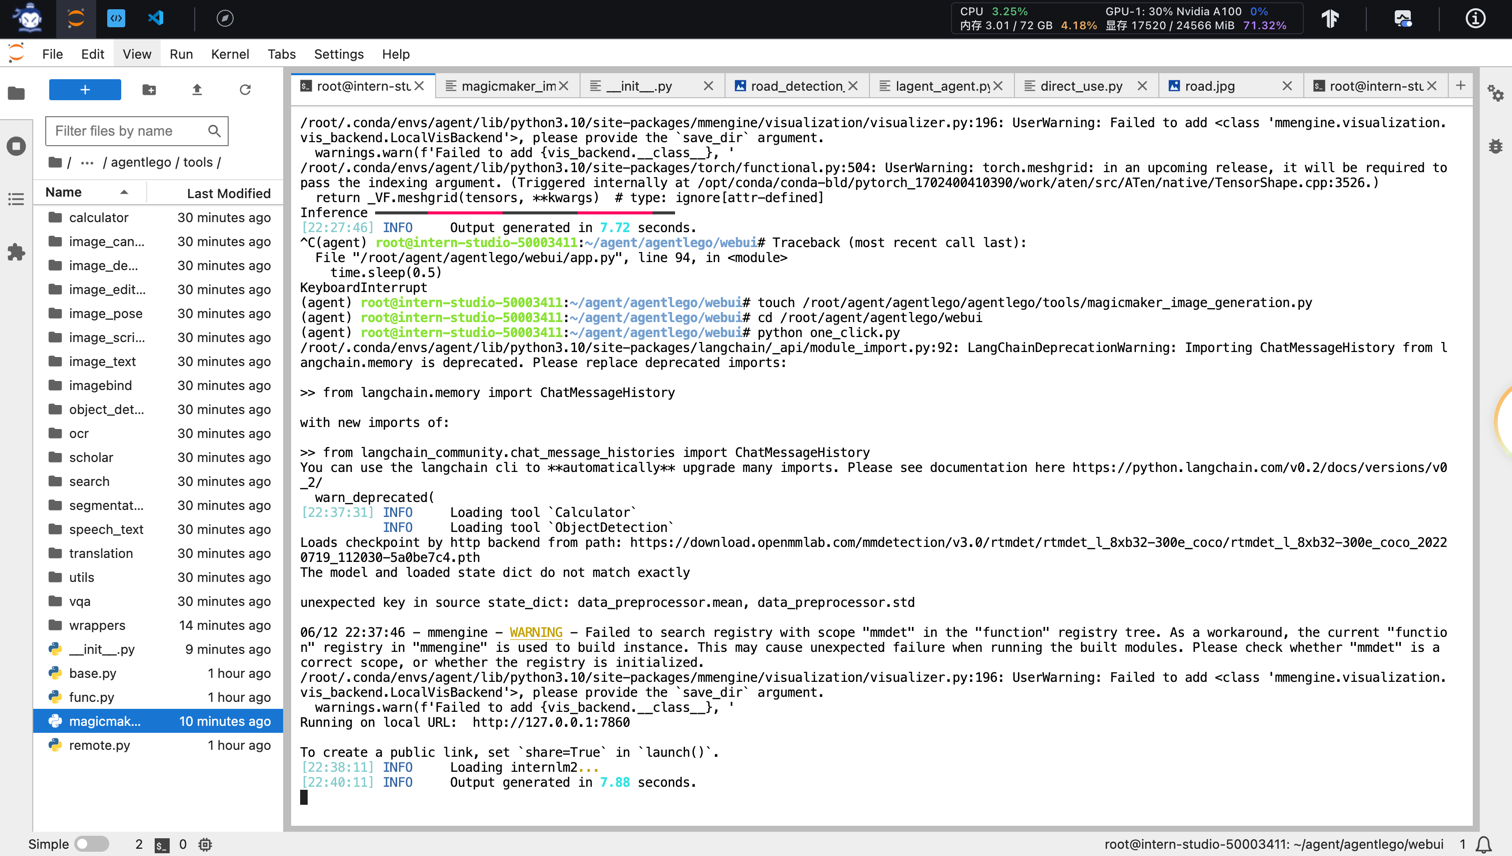 CPU 3.25% GPU-1: 30% Nvidia A100 0%
内存 3.01 / 72 GB 4.18% 显存 17520 / 24566 MiB 71.32%
File Edit View Run Kernel Tabs Settings Help
root@intern-stu magicmaker_im __init__.py road_detection_ lagent_agent.py direct_use.py road.jpg root@intern-stu
Filter files by name
/ ··· / agentlego / tools /
Name Last Modified
calculator 30 minutes ago
image_can... 30 minutes ago
image_de... 30 minutes ago
image_edit... 30 minutes ago
image_pose 30 minutes ago
image_scri... 30 minutes ago
image_text 30 minutes ago
imagebind 30 minutes ago
object_det... 30 minutes ago
ocr 30 minutes ago
scholar 30 minutes ago
search 30 minutes ago
segmentat... 30 minutes ago
speech_text 30 minutes ago
translation 30 minutes ago
utils 30 minutes ago
vqa 30 minutes ago
wrappers 14 minutes ago
__init__.py 9 minutes ago
base.py 1 hour ago
func.py 1 hour ago
magicmak... 10 minutes ago
remote.py 1 hour ago
/root/.conda/envs/agent/lib/python3.10/site-packages/mmengine/visualization/visualizer.py:196: UserWarning: Failed to add <class 'mmengine.visualization.
vis_backend.LocalVisBackend'>, please provide the `save_dir` argument.
warnings.warn(f'Failed to add {vis_backend.__class__}, '
/root/.conda/envs/agent/lib/python3.10/site-packages/torch/functional.py:504: UserWarning: torch.meshgrid: in an upcoming release, it will be required to
pass the indexing argument. (Triggered internally at /opt/conda/conda-bld/pytorch_1702400410390/work/aten/src/ATen/native/TensorShape.cpp:3526.)
return _VF.meshgrid(tensors, **kwargs)  # type: ignore[attr-defined]
Inference
[22:27:46] INFO     Output generated in 7.72 seconds.
^C(agent) root@intern-studio-50003411:~/agent/agentlego/webui# Traceback (most recent call last):
File "/root/agent/agentlego/webui/app.py", line 94, in <module>
time.sleep(0.5)
KeyboardInterrupt
(agent) root@intern-studio-50003411:~/agent/agentlego/webui# touch /root/agent/agentlego/agentlego/tools/magicmaker_image_generation.py
(agent) root@intern-studio-50003411:~/agent/agentlego/webui# cd /root/agent/agentlego/webui
(agent) root@intern-studio-50003411:~/agent/agentlego/webui# python one_click.py
/root/.conda/envs/agent/lib/python3.10/site-packages/langchain/_api/module_import.py:92: LangChainDeprecationWarning: Importing ChatMessageHistory from l
angchain.memory is deprecated. Please replace deprecated imports:
>> from langchain.memory import ChatMessageHistory
with new imports of:
>> from langchain_community.chat_message_histories import ChatMessageHistory
You can use the langchain cli to **automatically** upgrade many imports. Please see documentation here https://python.langchain.com/v0.2/docs/versions/v0
_2/
warn_deprecated(
[22:37:31] INFO     Loading tool `Calculator`
INFO     Loading tool `ObjectDetection`
Loads checkpoint by http backend from path: https://download.openmmlab.com/mmdetection/v3.0/rtmdet/rtmdet_l_8xb32-300e_coco/rtmdet_l_8xb32-300e_coco_2022
0719_112030-5a0be7c4.pth
The model and loaded state dict do not match exactly
unexpected key in source state_dict: data_preprocessor.mean, data_preprocessor.std
06/12 22:37:46 - mmengine - WARNING - Failed to search registry with scope "mmdet" in the "function" registry tree. As a workaround, the current "functio
n" registry in "mmengine" is used to build instance. This may cause unexpected failure when running the built modules. Please check whether "mmdet" is a
correct scope, or whether the registry is initialized.
/root/.conda/envs/agent/lib/python3.10/site-packages/mmengine/visualization/visualizer.py:196: UserWarning: Failed to add <class 'mmengine.visualization.
vis_backend.LocalVisBackend'>, please provide the `save_dir` argument.
warnings.warn(f'Failed to add {vis_backend.__class__}, '
Running on local URL:  http://127.0.0.1:7860
To create a public link, set `share=True` in `launch()`.
[22:38:11] INFO     Loading internlm2...
[22:40:11] INFO     Output generated in 7.88 seconds.
Simple 2 0 root@intern-studio-50003411: ~/agent/agentlego/webui 1